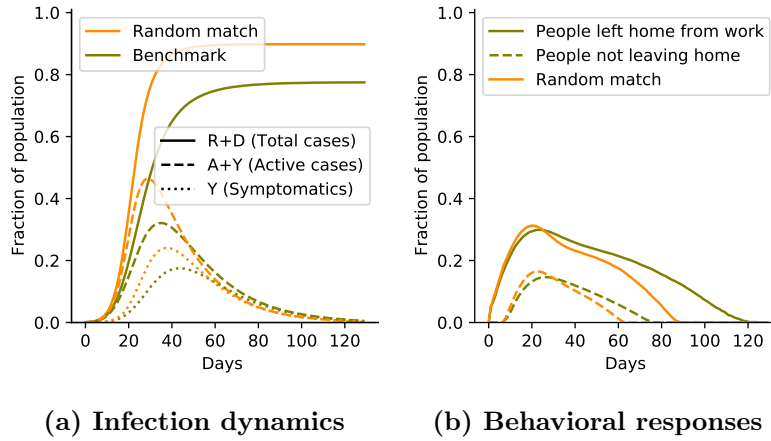 Random match
Benchmark
R+D (Total cases)
A+Y (Active cases)
Y (Symptomatics)
Fraction of population
1.0
0.8
0.6
0.4
0.2
0.0
0 20 40 60 80 100 120
Days
(a) Infection dynamics
People left home from work
People not leaving home
Random match
Fraction of population
1.0
0.8
0.6
0.4
0.2
0.0
0 20 40 60 80 100 120
Days
(b) Behavioral responses